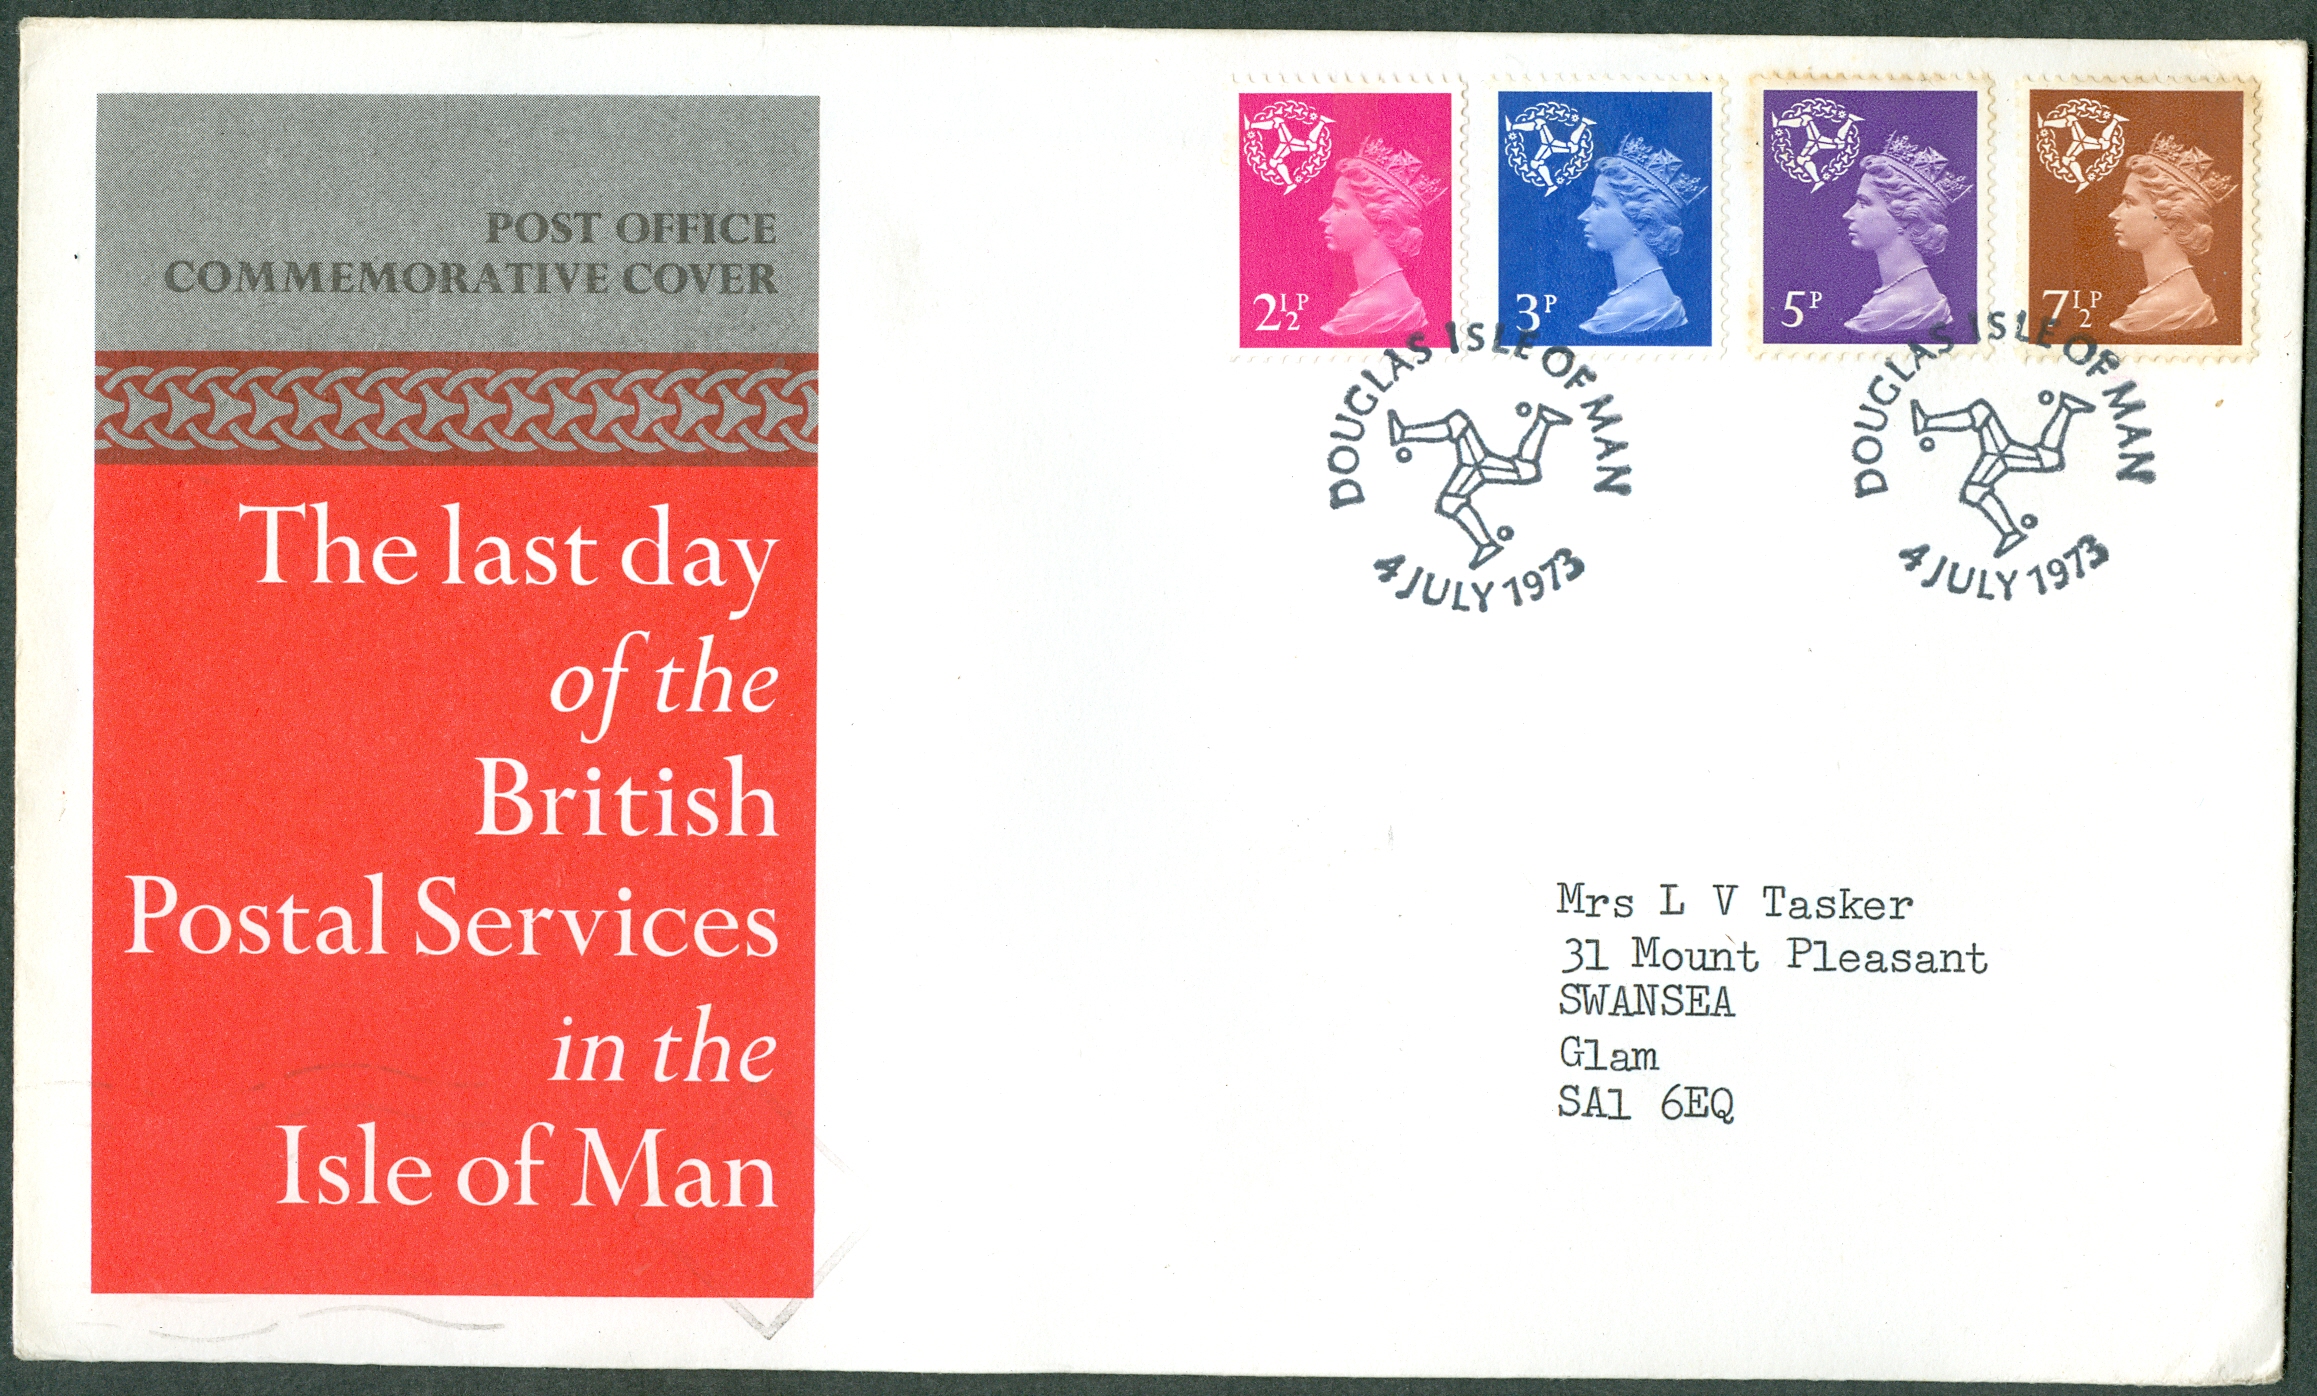 POST OFFICE
COMMEMORATIVE COVER
The last day
of the
British
Postal Services
in the
Isle of Man
2½P
3P
5P
7½P
DOUGLAS ISLE OF MAN
4 JULY 1973
DOUGLAS ISLE OF MAN
4 JULY 1973
Mrs L V Tasker
31 Mount Pleasant
SWANSEA
Glam
SA1 6EQ